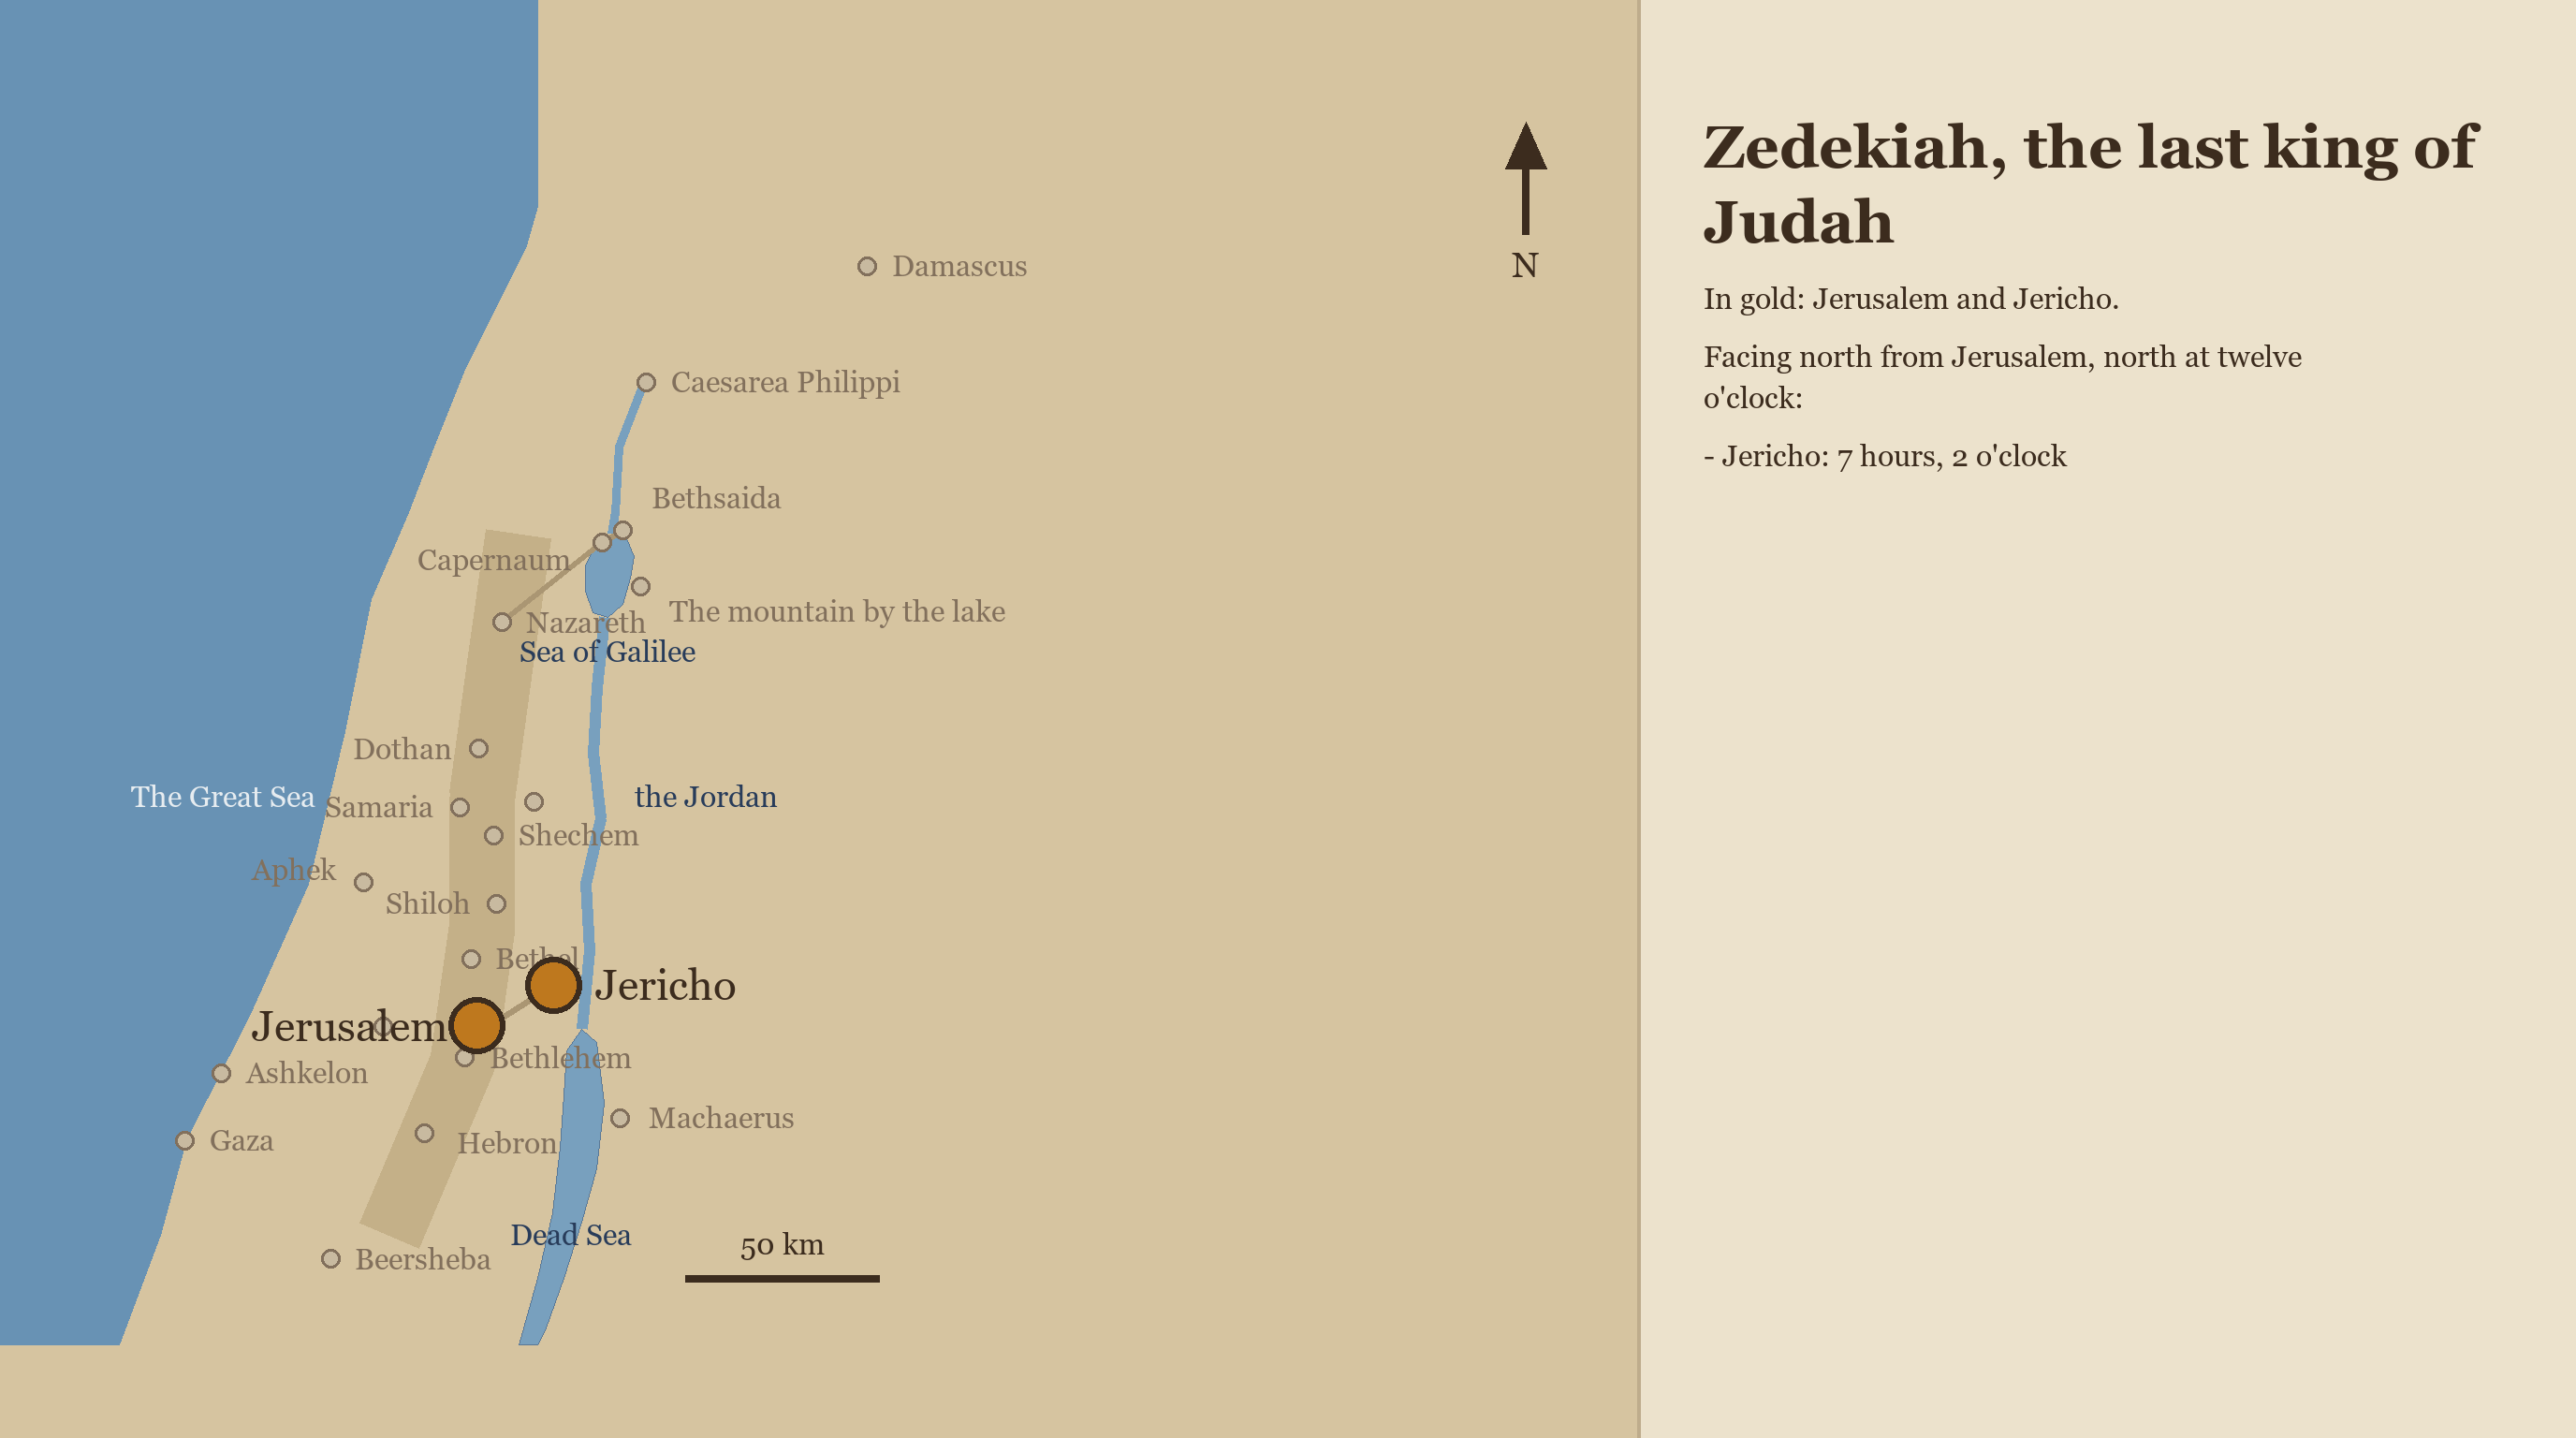 Damascus
N
Caesarea Philippi
Bethsaida
Capernaum
The mountain by the lake
Nazareth
Sea of Galilee
Dothan
The Great Sea
the Jordan
Samaria
Shechem
Aphek
Shiloh
Bethel
Jericho
Jerusalem
Bethlehem
Ashkelon
Machaerus
Gaza
Hebron
Dead Sea
50 km
Beersheba
Zedekiah, the last king of
Judah
In gold: Jerusalem and Jericho.
Facing north from Jerusalem, north at twelve
o'clock:
- Jericho: 7 hours, 2 o'clock